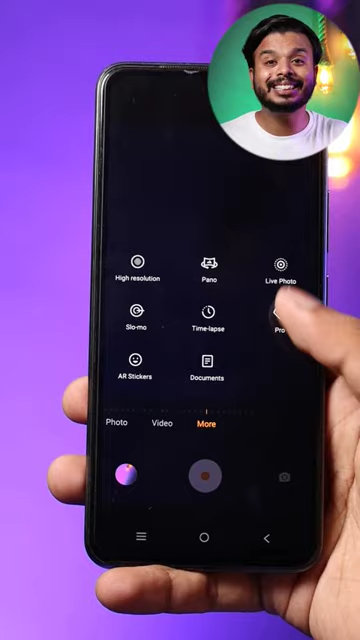 High resolution
Pano
Live Photo
Slo-mo
Time-lapse
Pro
AR Stickers
Documents
Photo
Video
More